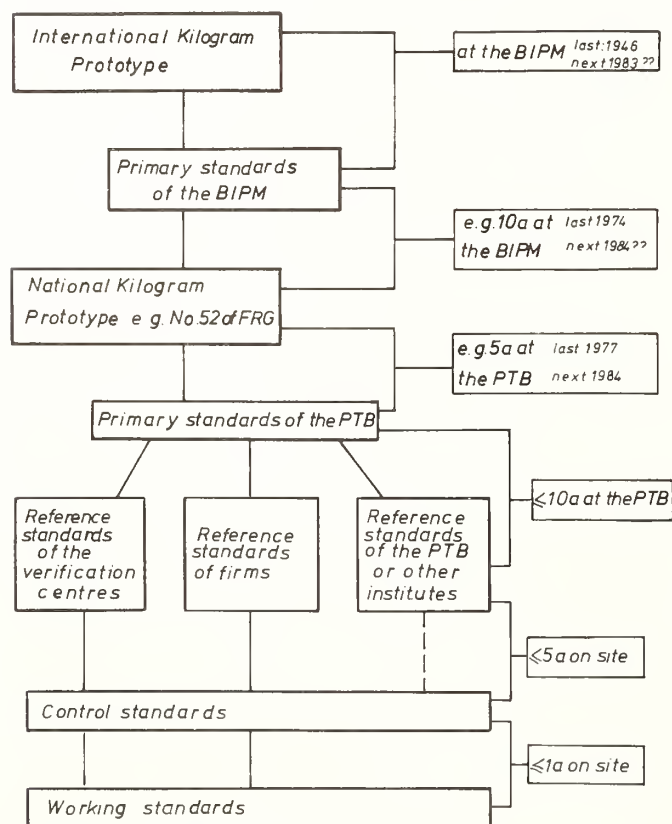 International Kilogram
Prototype
at the BIPM last:1946
next 1983??
Primary standards
of the BIPM
e.g. 10a at last 1974
the BIPM next 1984??
National Kilogram
Prototype e.g. No. 52 of FRG
e.g. 5a at last 1977
the PTB next 1984
Primary standards of the PTB
≤10a at the PTB
Reference
standards
of the
verification
centres
Reference
standards
of firms
Reference
standards
of the PTB
or other
institutes
≤5a on site
Control standards
≤1a on site
Working standards